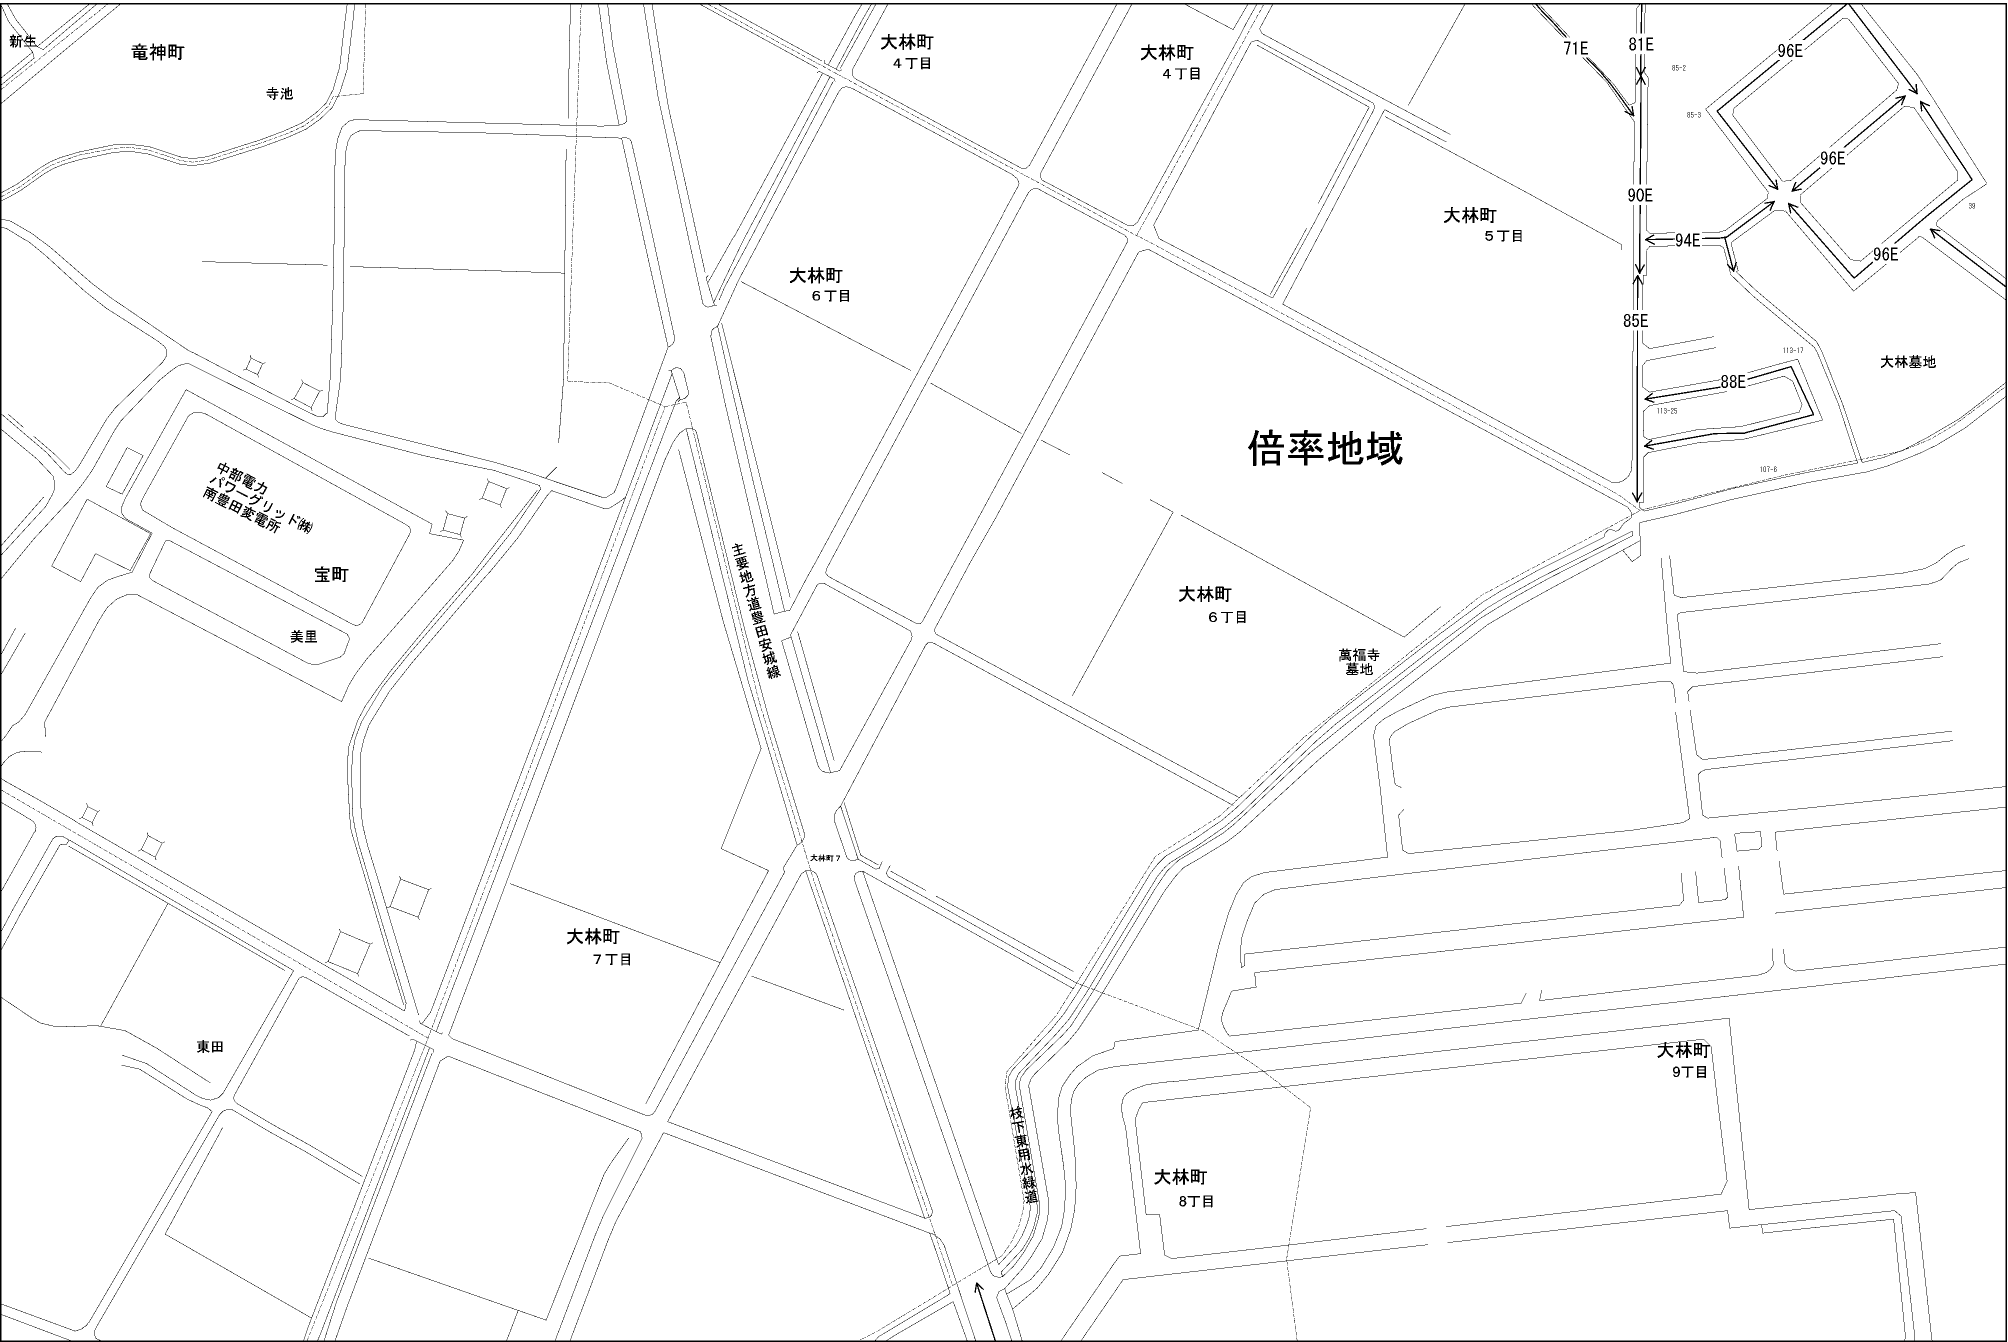 新生
竜神町
寺池
大林町
４丁目
大林町
４丁目
71E
81E
85-2
96E
85-3
96E
90E
39
大林町
５丁目
94E
96E
大林町
６丁目
85E
113-17
大林墓地
88E
113-25
倍率地域
107-6
中部電力
パワーグリッド㈱
南豊田変電所
宝町
美里
主要地方道豊田安城線
大林町
６丁目
萬福寺
墓地
大林町７
大林町
７丁目
東田
大林町
９丁目
枝下東用水緑道
大林町
８丁目